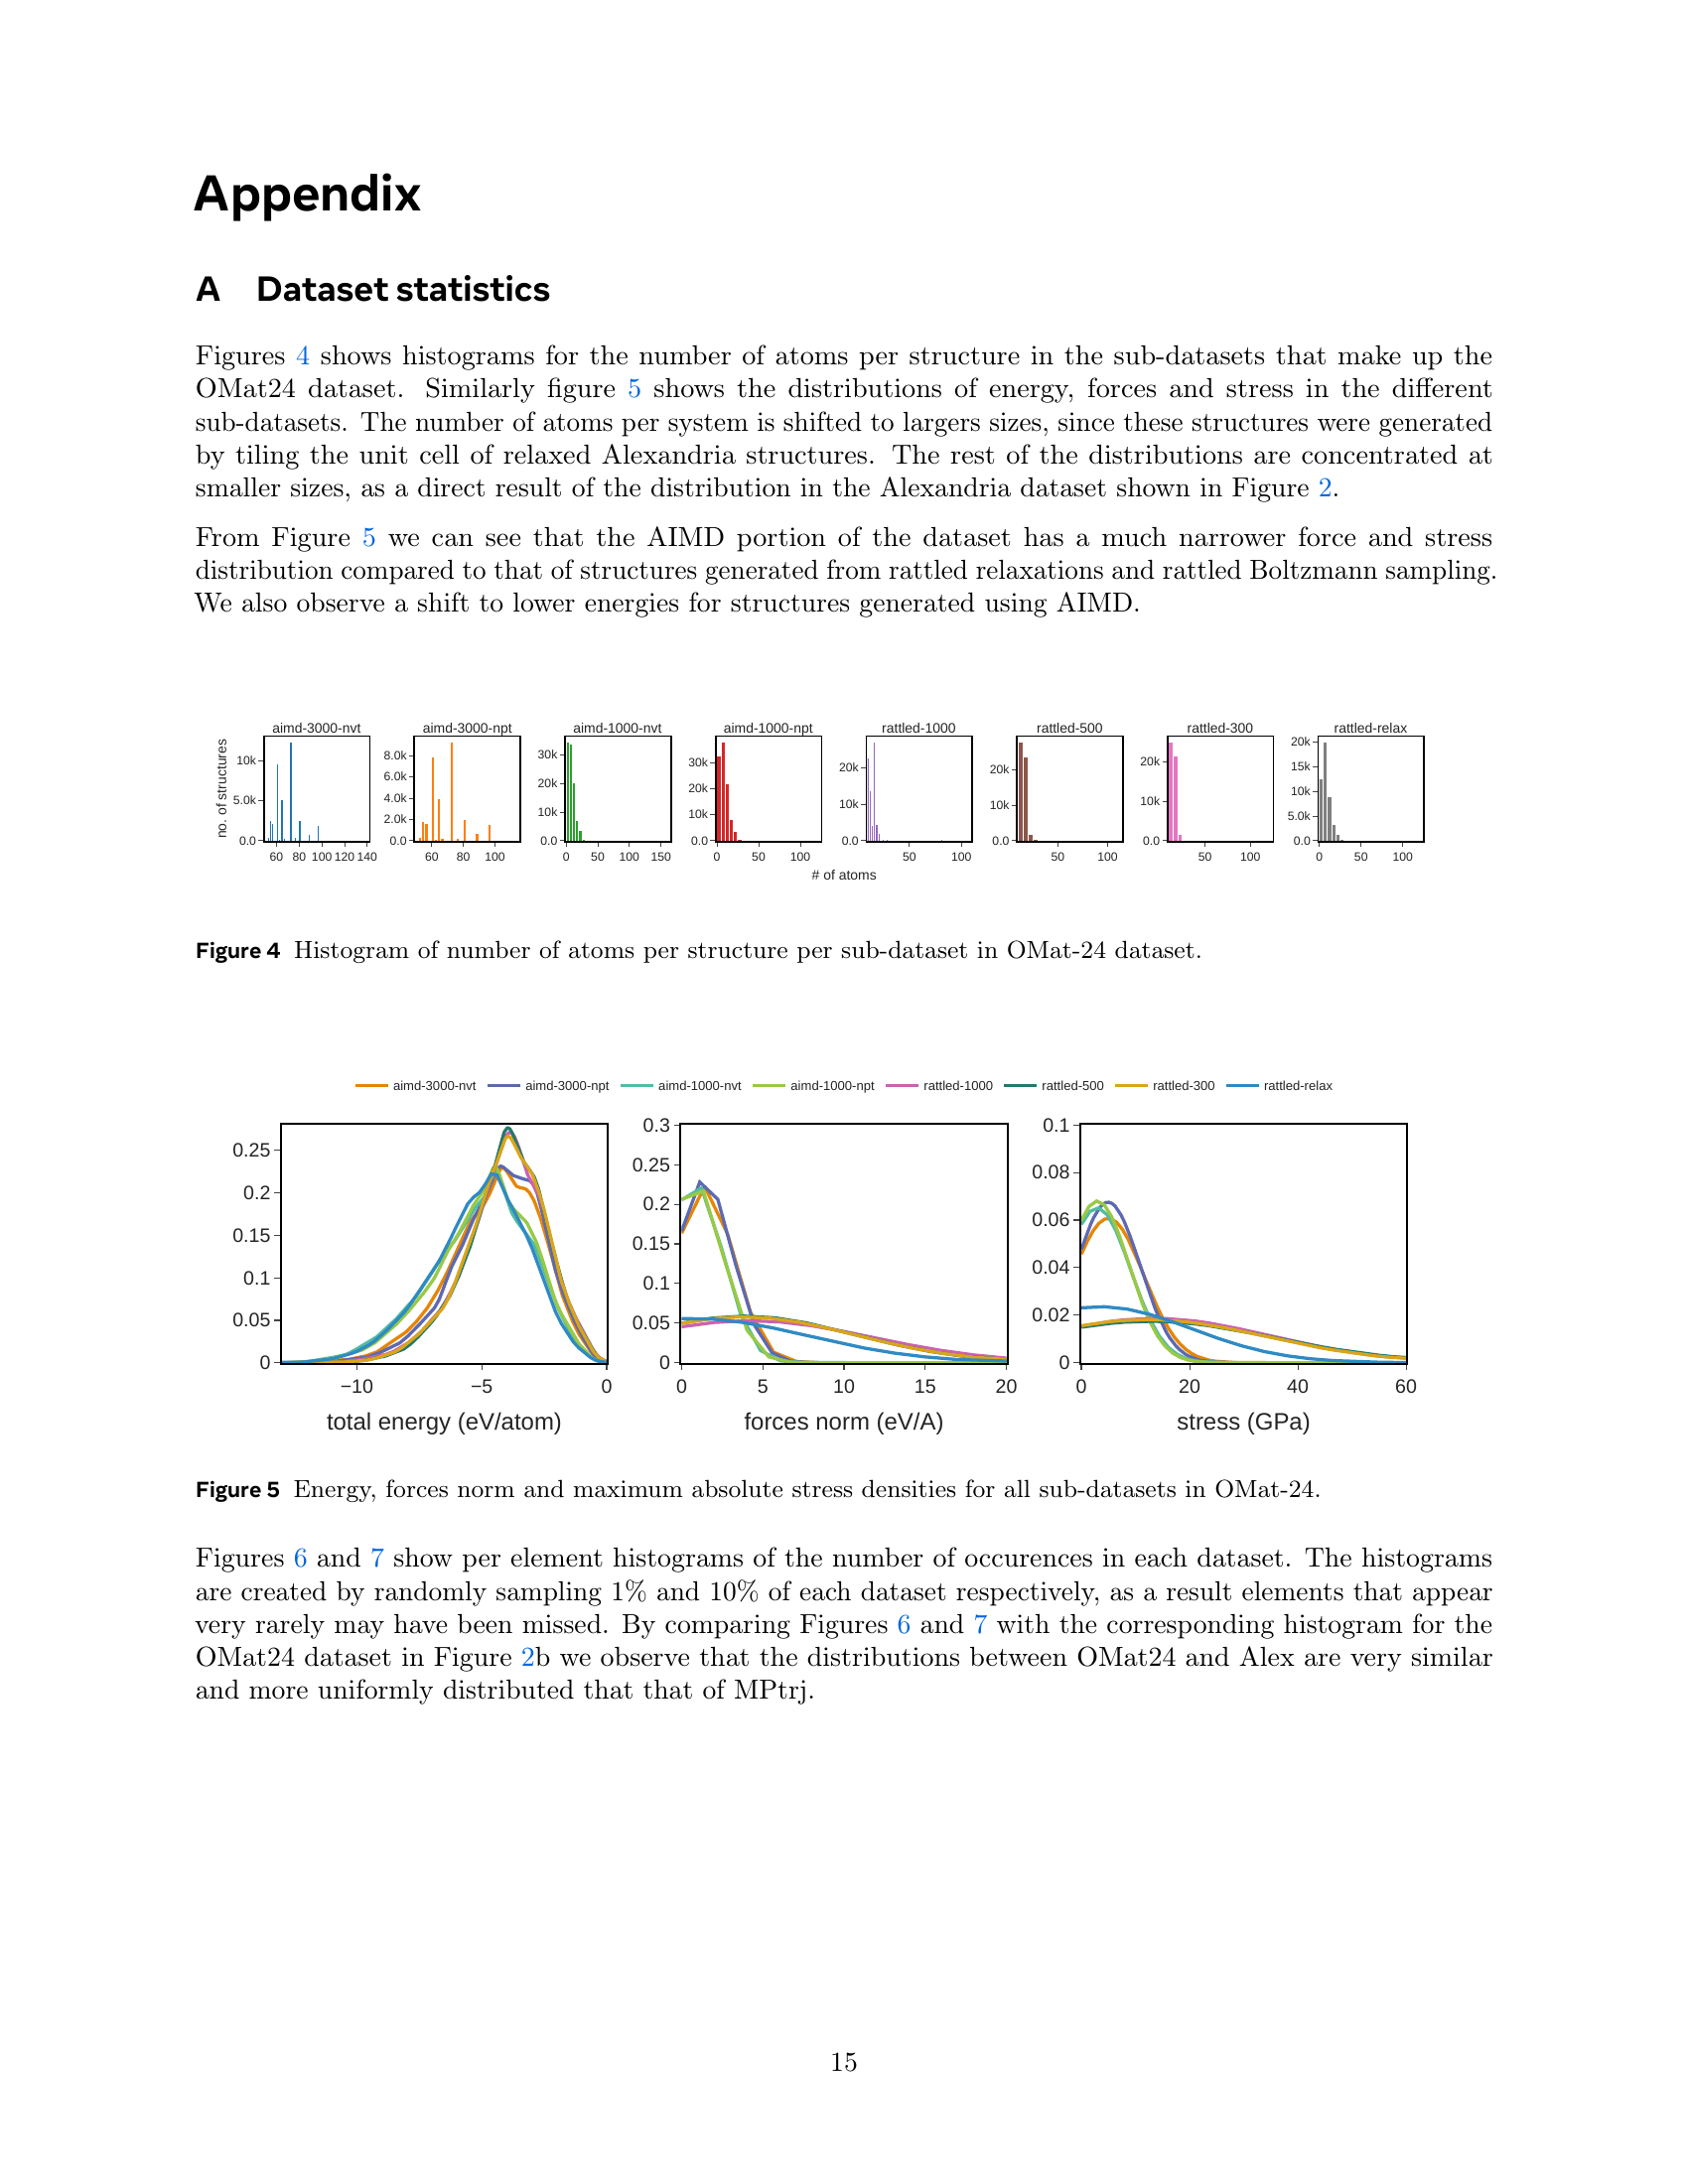 Appendix
A Dataset statistics
Figures 4 shows histograms for the number of atoms per structure in the sub-datasets that make up the
OMat24 dataset. Similarly figure 5 shows the distributions of energy, forces and stress in the different
sub-datasets. The number of atoms per system is shifted to largers sizes, since these structures were generated
by tiling the unit cell of relaxed Alexandria structures. The rest of the distributions are concentrated at
smaller sizes, as a direct result of the distribution in the Alexandria dataset shown in Figure 2.
From Figure 5 we can see that the AIMD portion of the dataset has a much narrower force and stress
distribution compared to that of structures generated from rattled relaxations and rattled Boltzmann sampling.
We also observe a shift to lower energies for structures generated using AIMD.
aimd-3000-nvt aimd-3000-npt aimd-1000-nvt aimd-1000-npt rattled-1000 rattled-500 rattled-300 rattled-relax
no. of structures
10k
5.0k
0.0
60 80 100 120 140
8.0k
6.0k
4.0k
2.0k
0.0
60 80 100
30k
20k
10k
0.0
0 50 100 150
30k
20k
10k
0.0
0 50 100
20k
10k
0.0
50 100
20k
10k
0.0
50 100
20k
10k
0.0
50 100
20k
15k
10k
5.0k
0.0
0 50 100
# of atoms
Figure 4 Histogram of number of atoms per structure per sub-dataset in OMat-24 dataset.
aimd-3000-nvt aimd-3000-npt aimd-1000-nvt aimd-1000-npt rattled-1000 rattled-500 rattled-300 rattled-relax
0.25
0.2
0.15
0.1
0.05
0
−10 −5 0
total energy (eV/atom)
0.3
0.25
0.2
0.15
0.1
0.05
0
0 5 10 15 20
forces norm (eV/A)
0.1
0.08
0.06
0.04
0.02
0
0 20 40 60
stress (GPa)
Figure 5 Energy, forces norm and maximum absolute stress densities for all sub-datasets in OMat-24.
Figures 6 and 7 show per element histograms of the number of occurences in each dataset. The histograms
are created by randomly sampling 1% and 10% of each dataset respectively, as a result elements that appear
very rarely may have been missed. By comparing Figures 6 and 7 with the corresponding histogram for the
OMat24 dataset in Figure 2b we observe that the distributions between OMat24 and Alex are very similar
and more uniformly distributed that that of MPtrj.
15